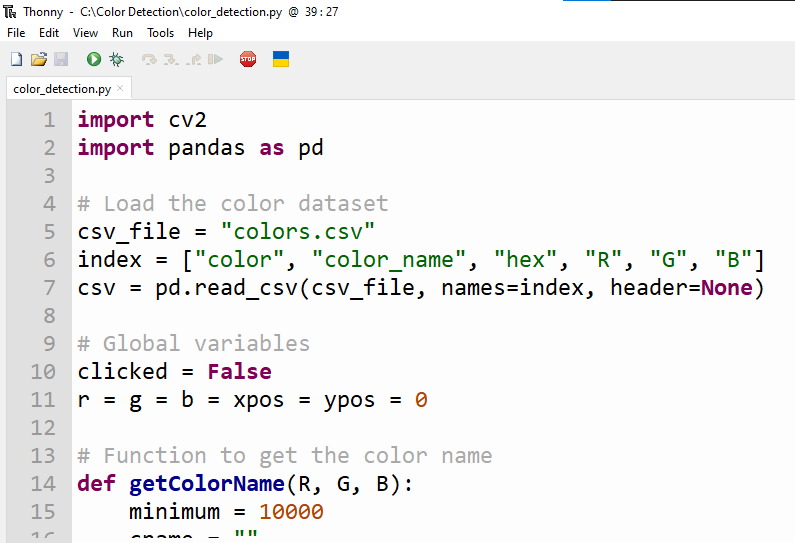 Thonny - C:\Color Detection\color_detection.py @ 39:27
File Edit View Run Tools Help
STOP
color_detection.py ×
1 import cv2
2 import pandas as pd
3
4 # Load the color dataset
5 csv_file = "colors.csv"
6 index = ["color", "color_name", "hex", "R", "G", "B"]
7 csv = pd.read_csv(csv_file, names=index, header=None)
8
9 # Global variables
10 clicked = False
11 r = g = b = xpos = ypos = 0
12
13 # Function to get the color name
14 def getColorName(R, G, B):
15     minimum = 10000
16     cname = ""